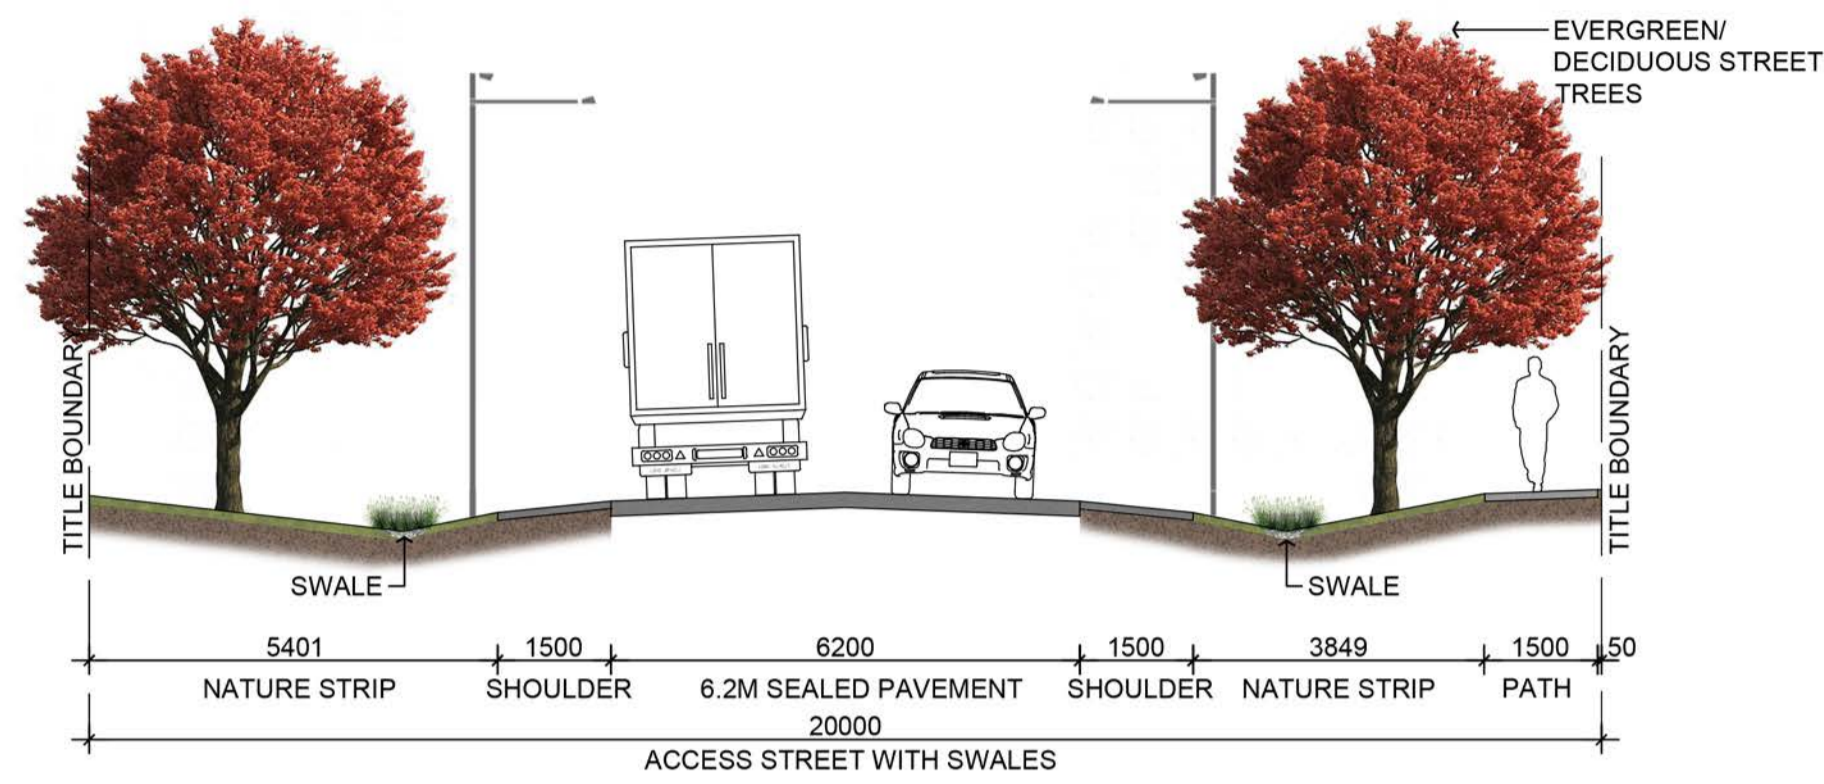 EVERGREEN/
DECIDUOUS STREET
TREES
TITLE BOUNDARY
TITLE BOUNDARY
SWALE
SWALE
5401 1500 6200 1500 3849 1500 50
NATURE STRIP SHOULDER 6.2M SEALED PAVEMENT SHOULDER NATURE STRIP PATH
20000
ACCESS STREET WITH SWALES